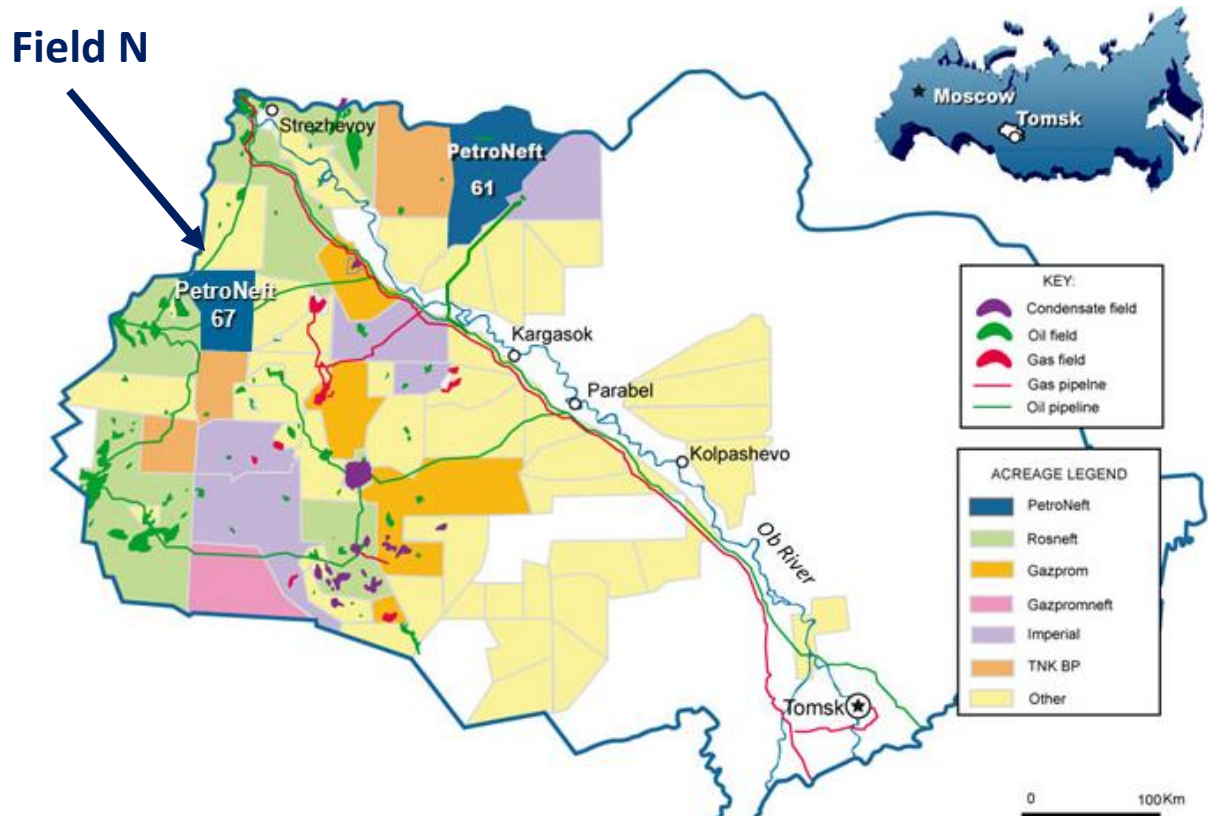 Field N
Moscow
Tomsk
Strezhevoy
PetroNeft
61
PetroNeft
67
Kargasok
Parabel
Kolpashevo
Ob River
Tomsk
KEY:
Condensate field
Oil field
Gas field
Gas pipelne
Oil pipeline
ACREAGE LEGEND
PetroNeft
Rosneft
Gazprom
Gazpromneft
Imperial
TNK BP
Other
0 100Km